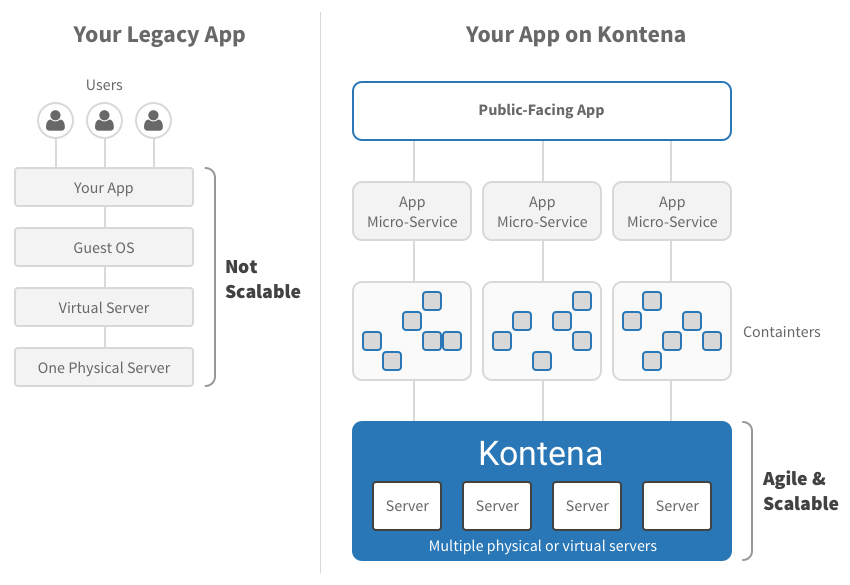 Your Legacy App
Users
Your App
Guest OS
Virtual Server
One Physical Server
Not
Scalable
Your App on Kontena
Public-Facing App
App
Micro-Service
App
Micro-Service
App
Micro-Service
Containters
Kontena
Server
Server
Server
Server
Multiple physical or virtual servers
Agile &
Scalable